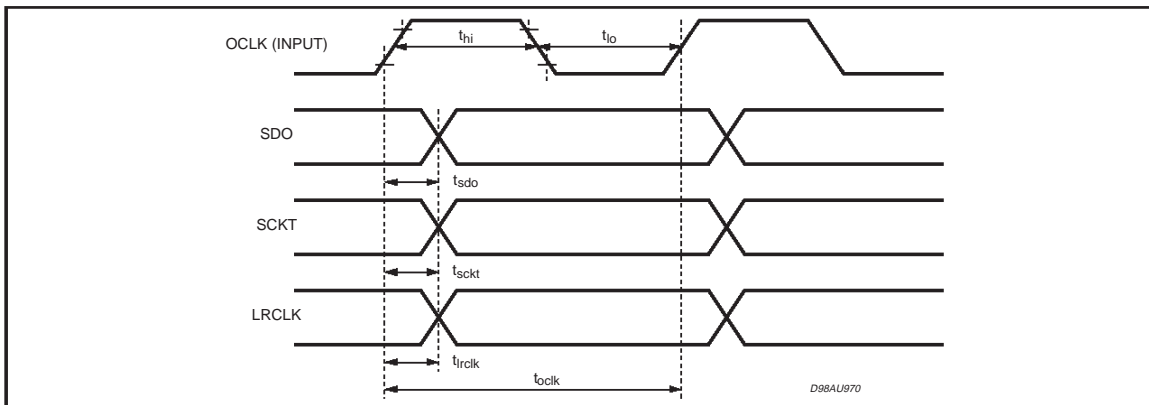 OCLK (INPUT)
thi
tlo
SDO
tsdo
SCKT
tsckt
LRCLK
tlrclk
toclk
D98AU970